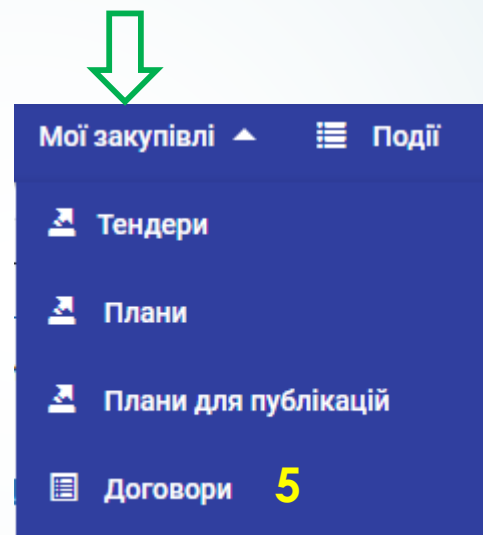 Мої закупівлі Події
Тендери
Плани
Плани для публікацій
Договори 5